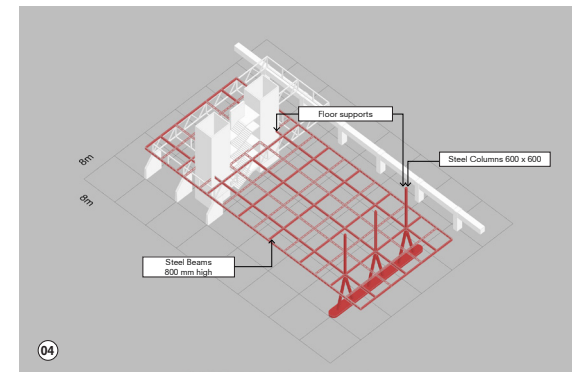 Floor supports
Steel Columns 600 x 600
8m
8m
Steel Beams
800 mm high
04